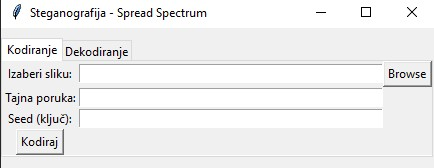 Steganografija - Spread Spectrum
Kodiranje Dekodiranje
Izaberi sliku: Browse
Tajna poruka:
Seed (ključ):
Kodiraj